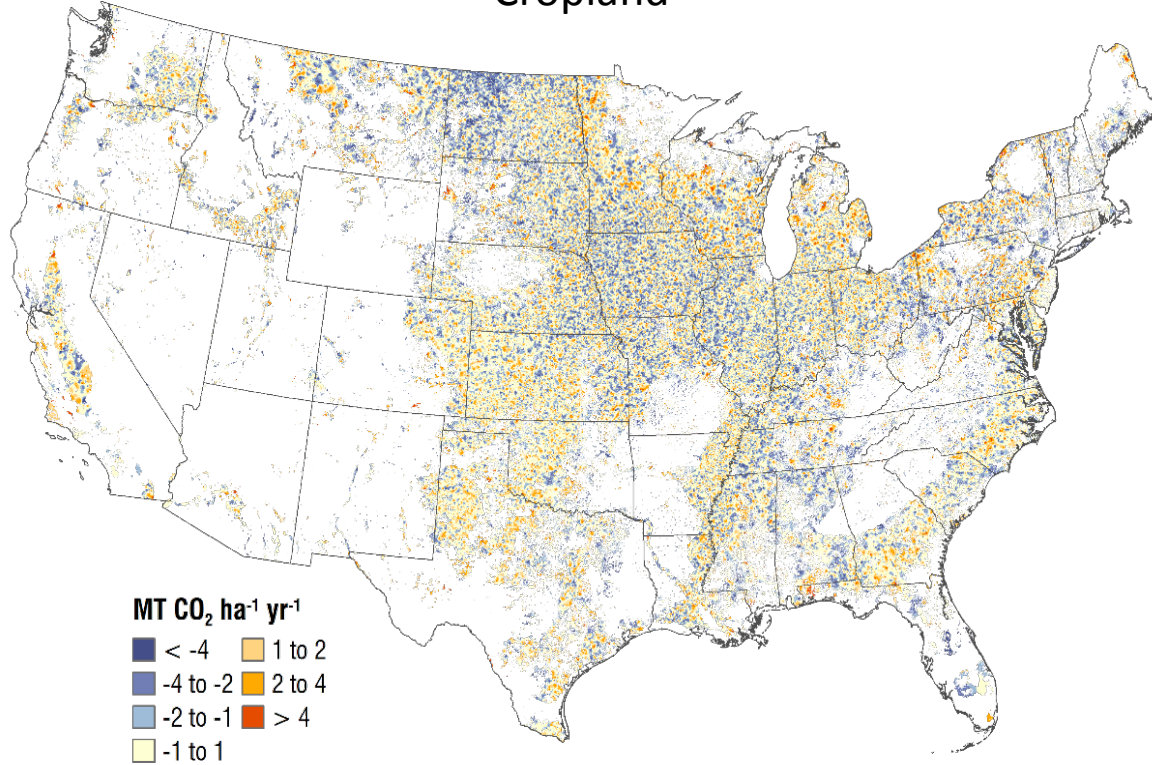 Cropland
MT CO₂ ha⁻¹ yr⁻¹
< -4
1 to 2
-4 to -2
2 to 4
-2 to -1
> 4
-1 to 1